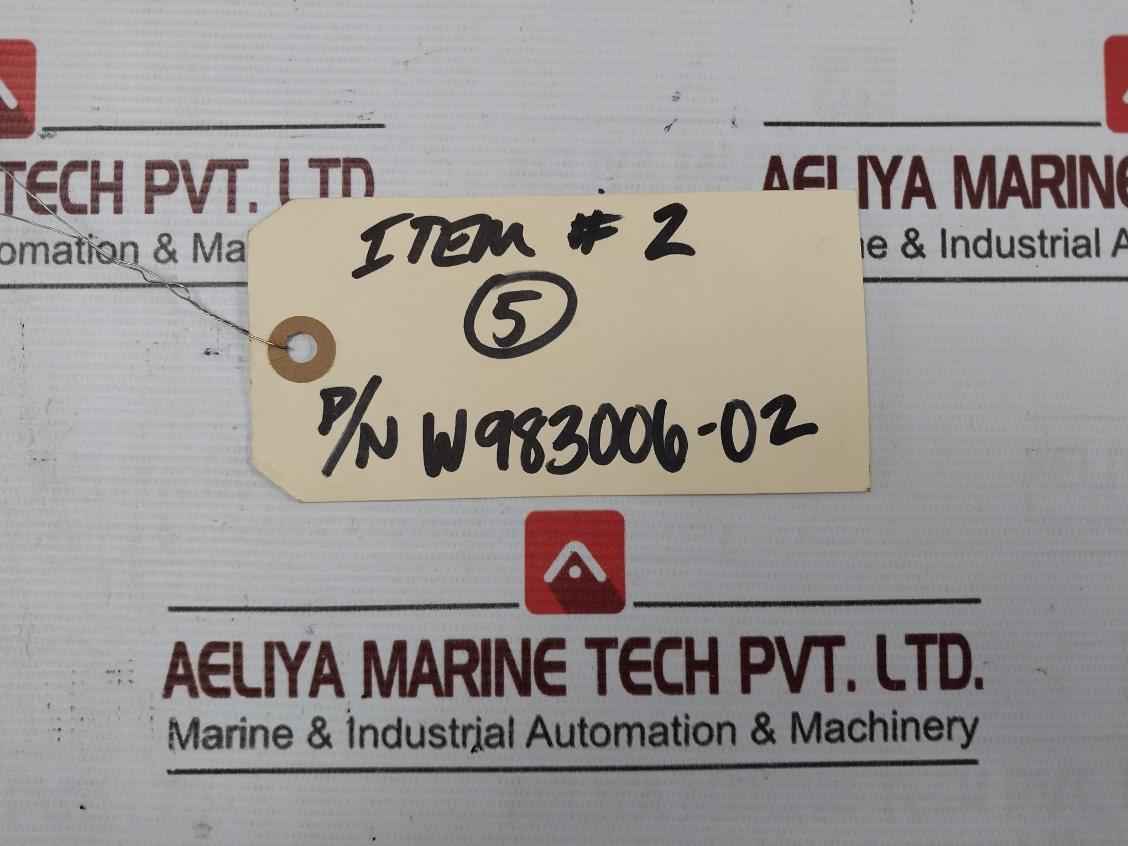 TECH PVT. LTD
omation & Ma
AELIYA MARINE
e & Industrial A
ITEM # 2
5
P/N W983006-02
AELIYA MARINE TECH PVT. LTD.
Marine & Industrial Automation & Machinery